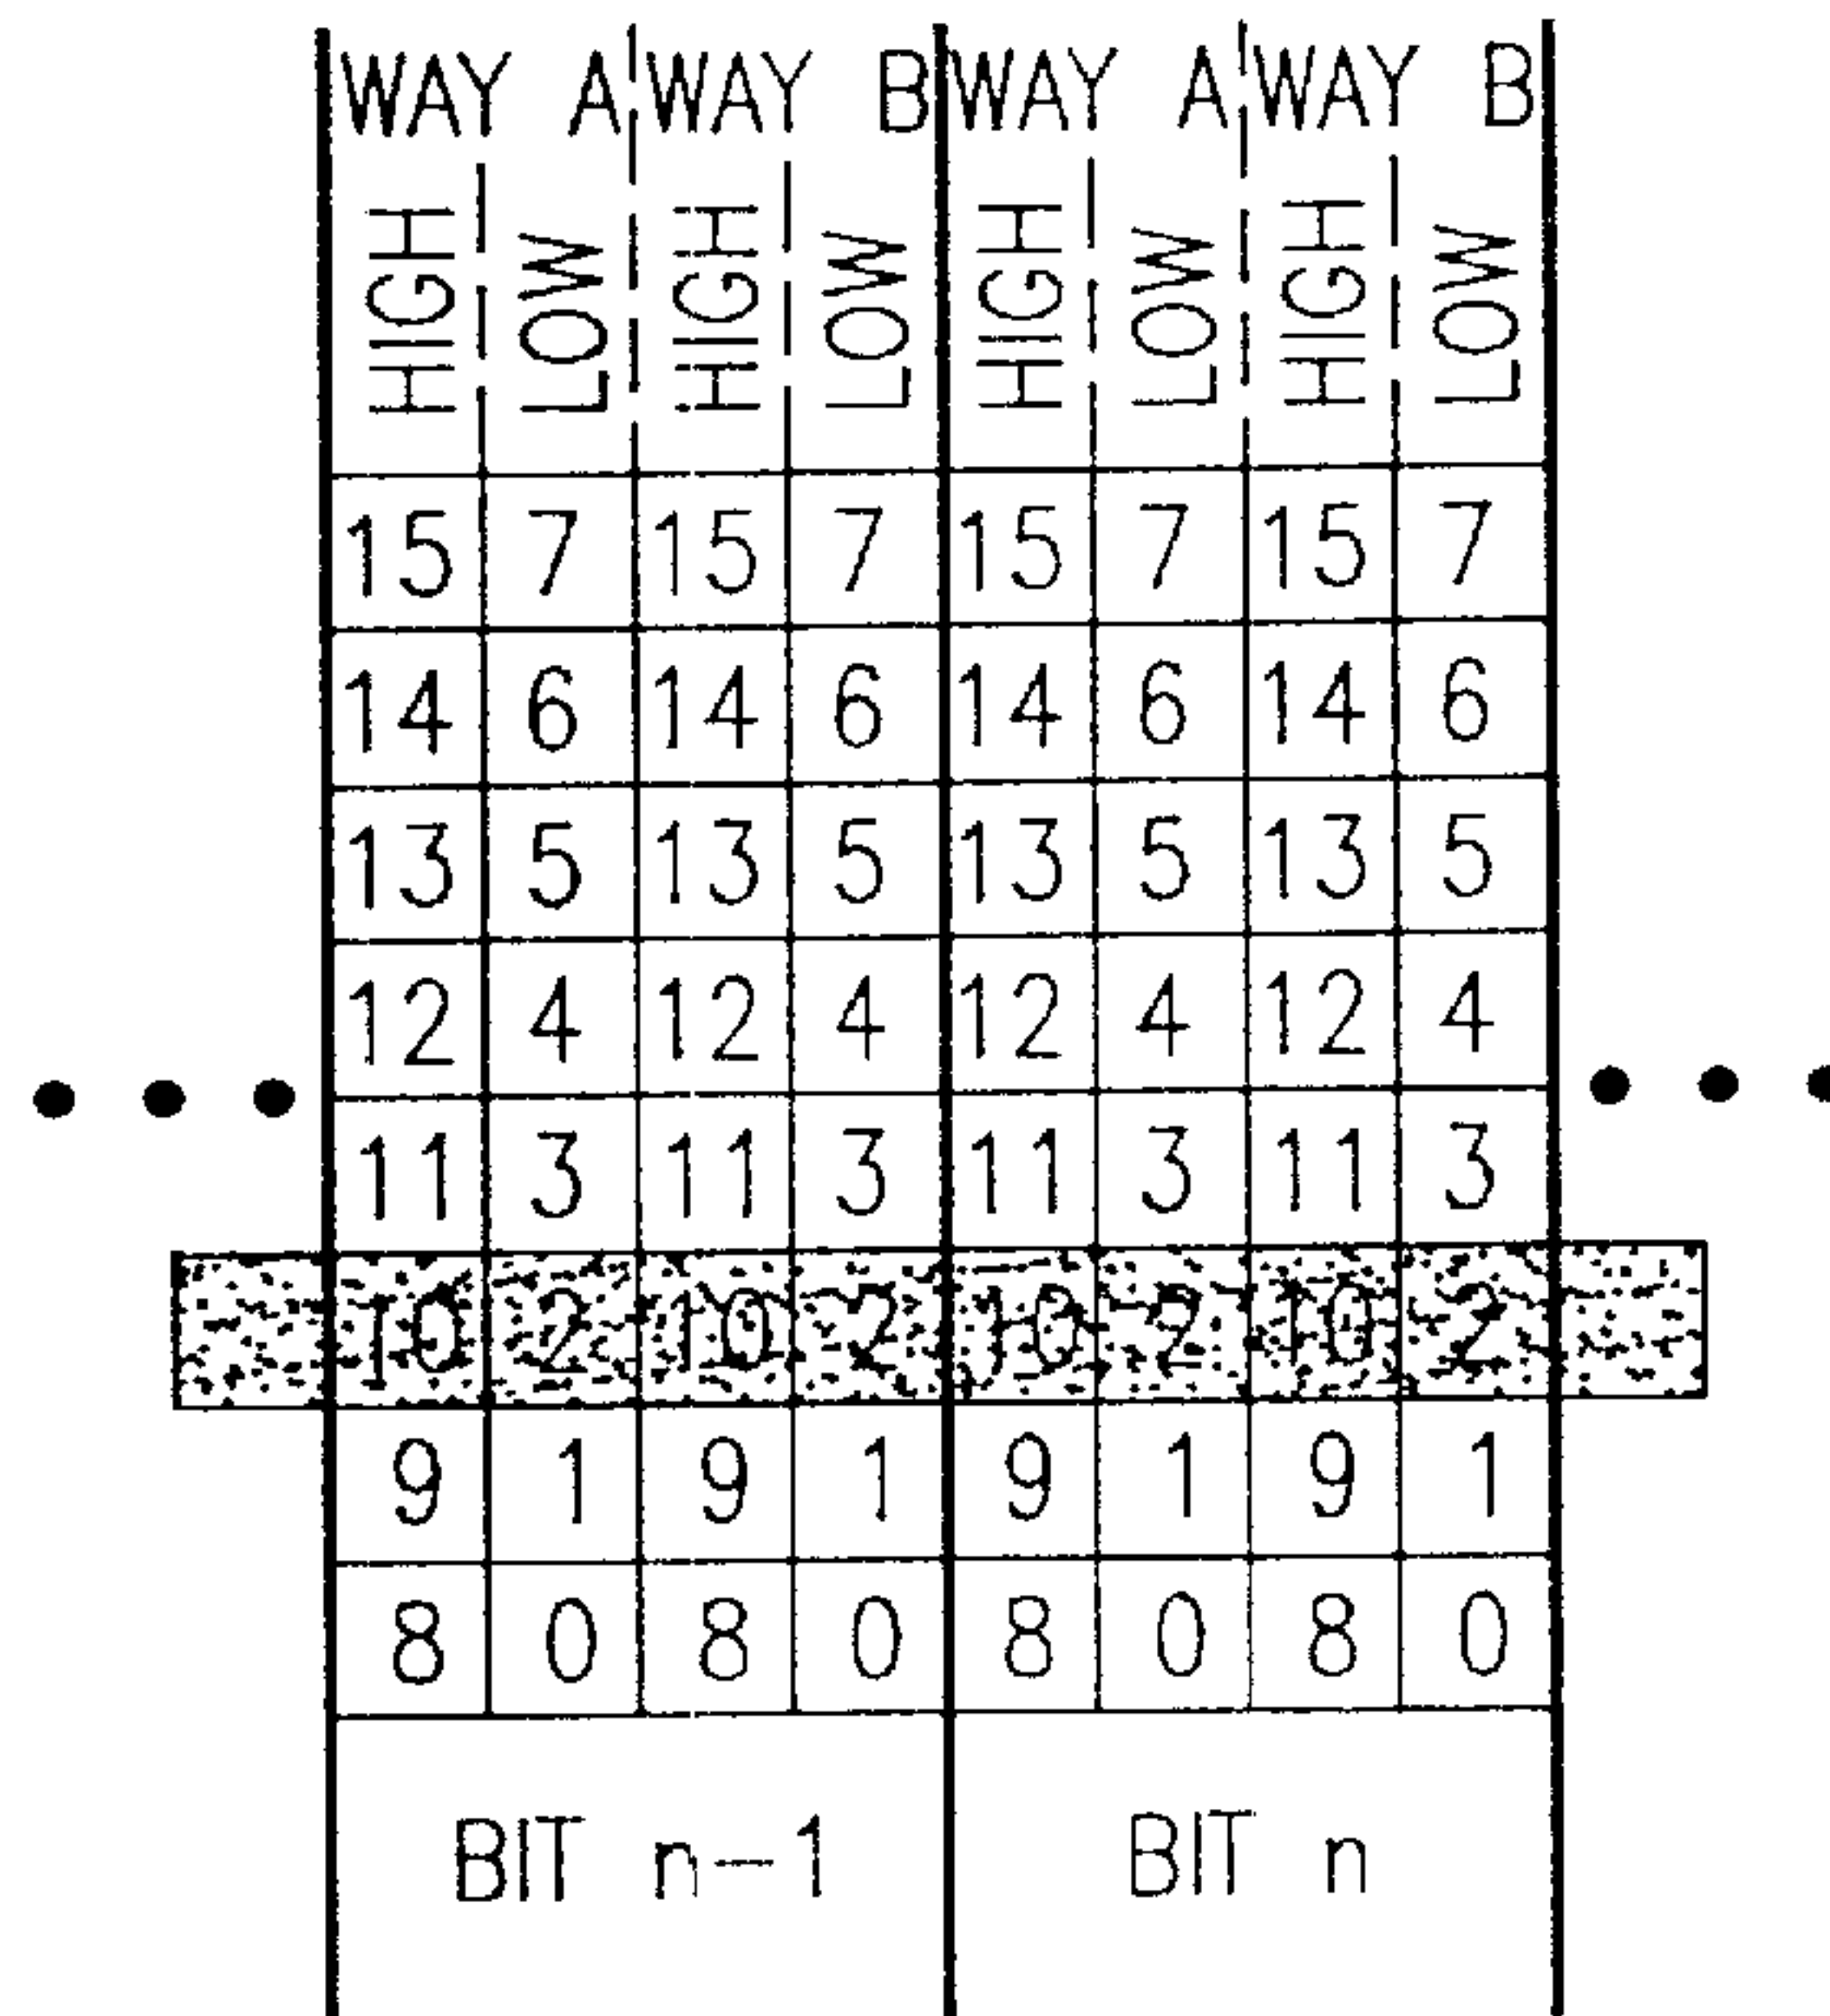 WAY A WAY B WAY A WAY B
HIGH LOW HIGH LOW HIGH LOW HIGH LOW
15 7 15 7 15 7 15 7
14 6 14 6 14 6 14 6
13 5 13 5 13 5 13 5
12 4 12 4 12 4 12 4
11 3 11 3 11 3 11 3
10 2 10 2 10 2 10 2
9 1 9 1 9 1 9 1
8 0 8 0 8 0 8 0
BIT n-1 BIT n